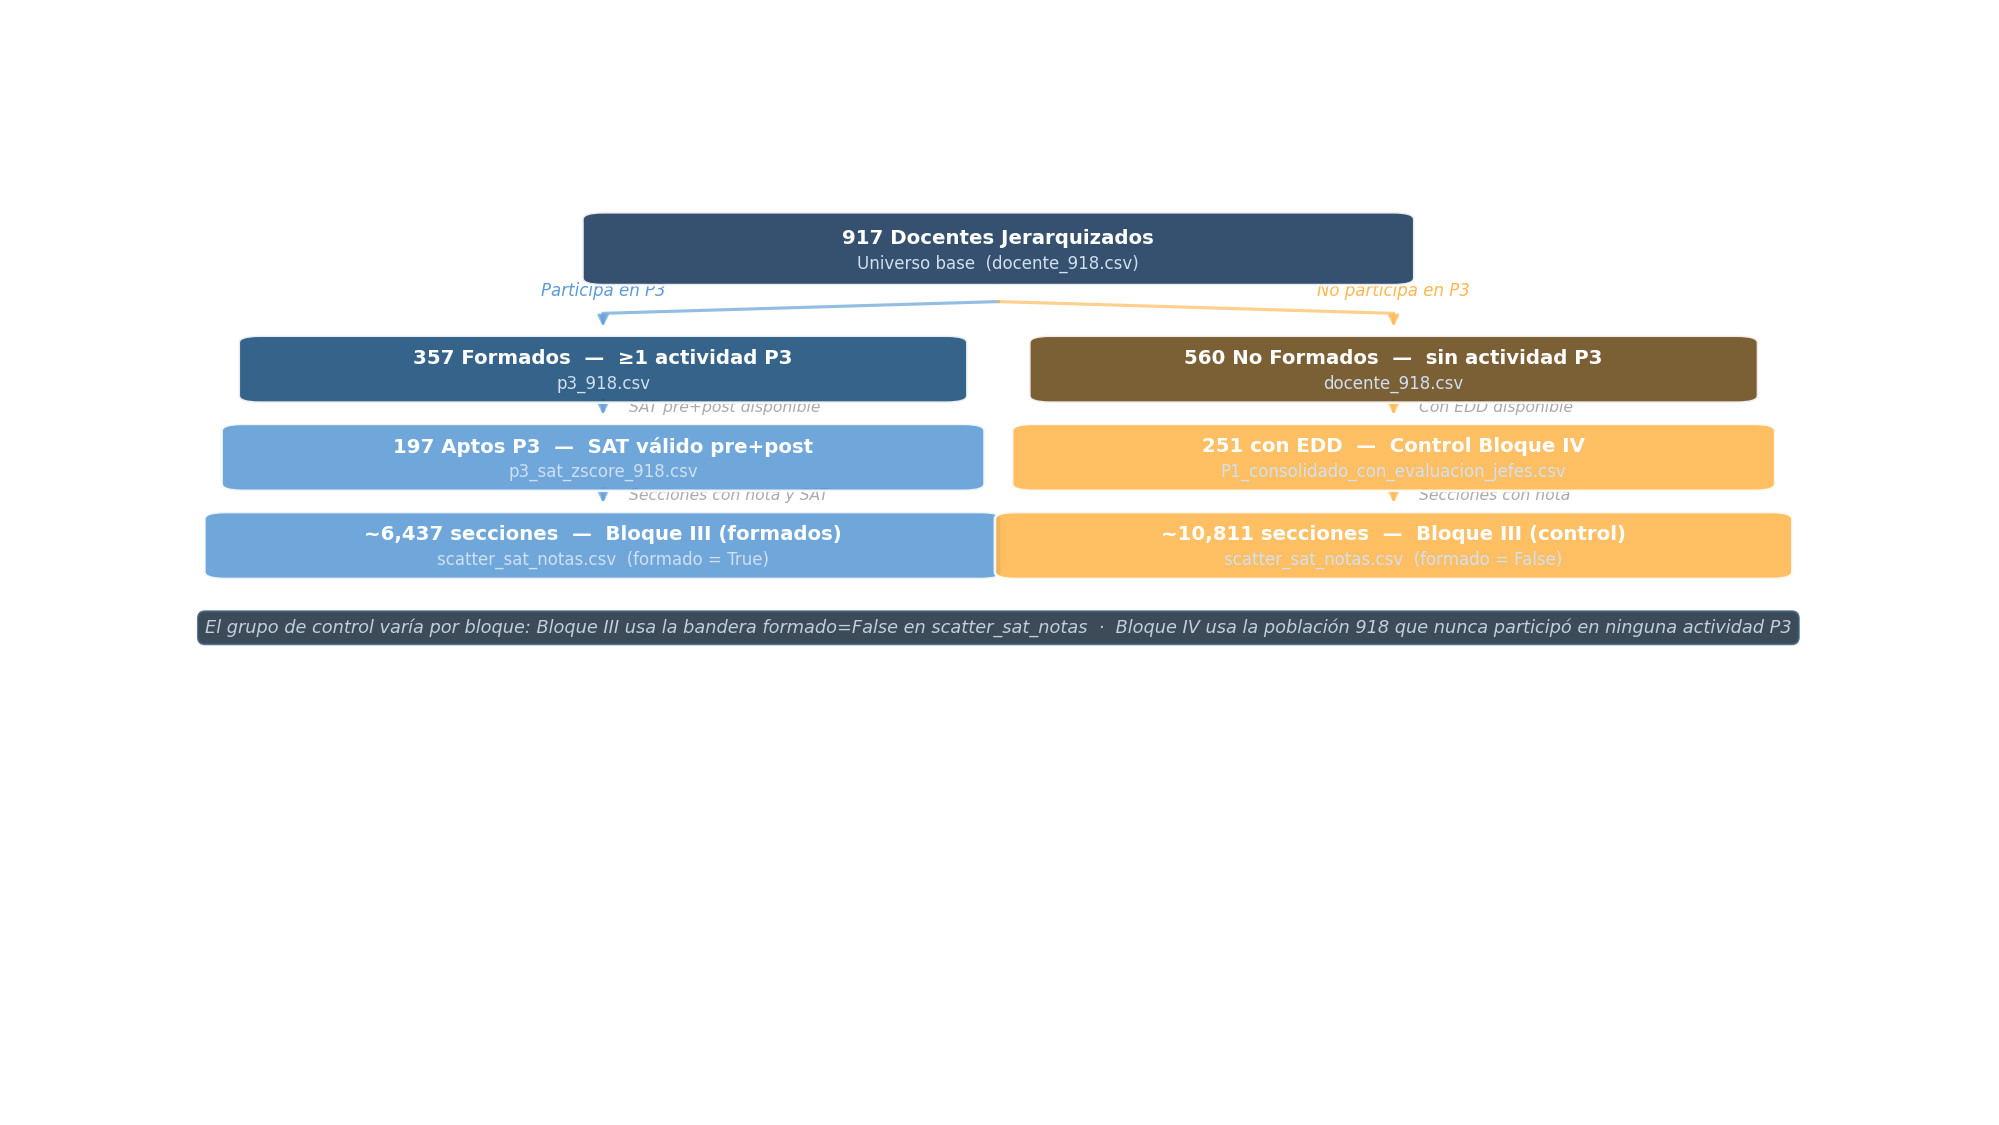 917 Docentes Jerarquizados
Universo base  (docente_918.csv)
Participa en P3
No participa en P3
357 Formados  —  ≥1 actividad P3
p3_918.csv
560 No Formados  —  sin actividad P3
docente_918.csv
SAT pre+post disponible
Con EDD disponible
197 Aptos P3  —  SAT válido pre+post
p3_sat_zscore_918.csv
251 con EDD  —  Control Bloque IV
P1_consolidado_con_evaluacion_jefes.csv
Secciones con nota y SAT
Secciones con nota
~6,437 secciones  —  Bloque III (formados)
scatter_sat_notas.csv  (formado = True)
~10,811 secciones  —  Bloque III (control)
scatter_sat_notas.csv  (formado = False)
El grupo de control varía por bloque: Bloque III usa la bandera formado=False en scatter_sat_notas  ·  Bloque IV usa la población 918 que nunca participó en ninguna actividad P3